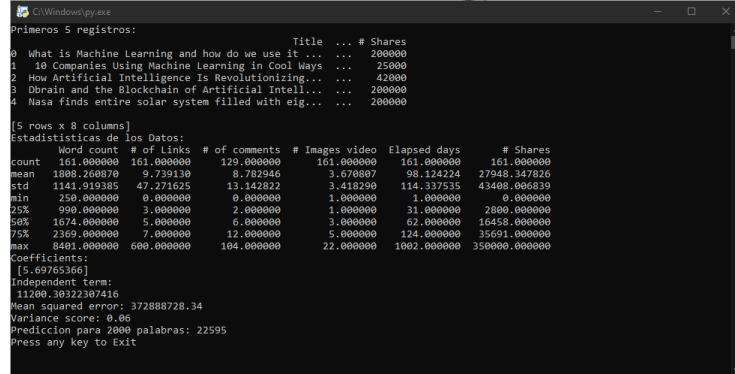 C:\Windows\py.exe
Primeros 5 registros:
Title ... # Shares
0 What is Machine Learning and how do we use it ... ... 200000
1 10 Companies Using Machine Learning in Cool Ways ... 25000
2 How Artificial Intelligence Is Revolutionizing... ... 42000
3 Dbrain and the Blockchain of Artificial Intell... ... 200000
4 Nasa finds entire solar system filled with eig... ... 200000
[5 rows x 8 columns]
Estadististicas de los Datos:
Word count # of Links # of comments # Images video Elapsed days # Shares
count 161.000000 161.000000 129.000000 161.000000 161.000000 161.000000
mean 1808.260870 9.739130 8.782946 3.670807 98.124224 27948.347826
std 1141.919385 47.271625 13.142822 3.418290 114.337535 43408.006839
min 250.000000 0.000000 0.000000 1.000000 1.000000 0.000000
25% 990.000000 3.000000 2.000000 1.000000 31.000000 2800.000000
50% 1674.000000 5.000000 6.000000 3.000000 62.000000 16458.000000
75% 2369.000000 7.000000 12.000000 5.000000 124.000000 35691.000000
max 8401.000000 600.000000 104.000000 22.000000 1002.000000 350000.000000
Coefficients:
[5.69765366]
Independent term:
11200.30322307416
Mean squared error: 372888728.34
Variance score: 0.06
Prediccion para 2000 palabras: 22595
Press any key to Exit